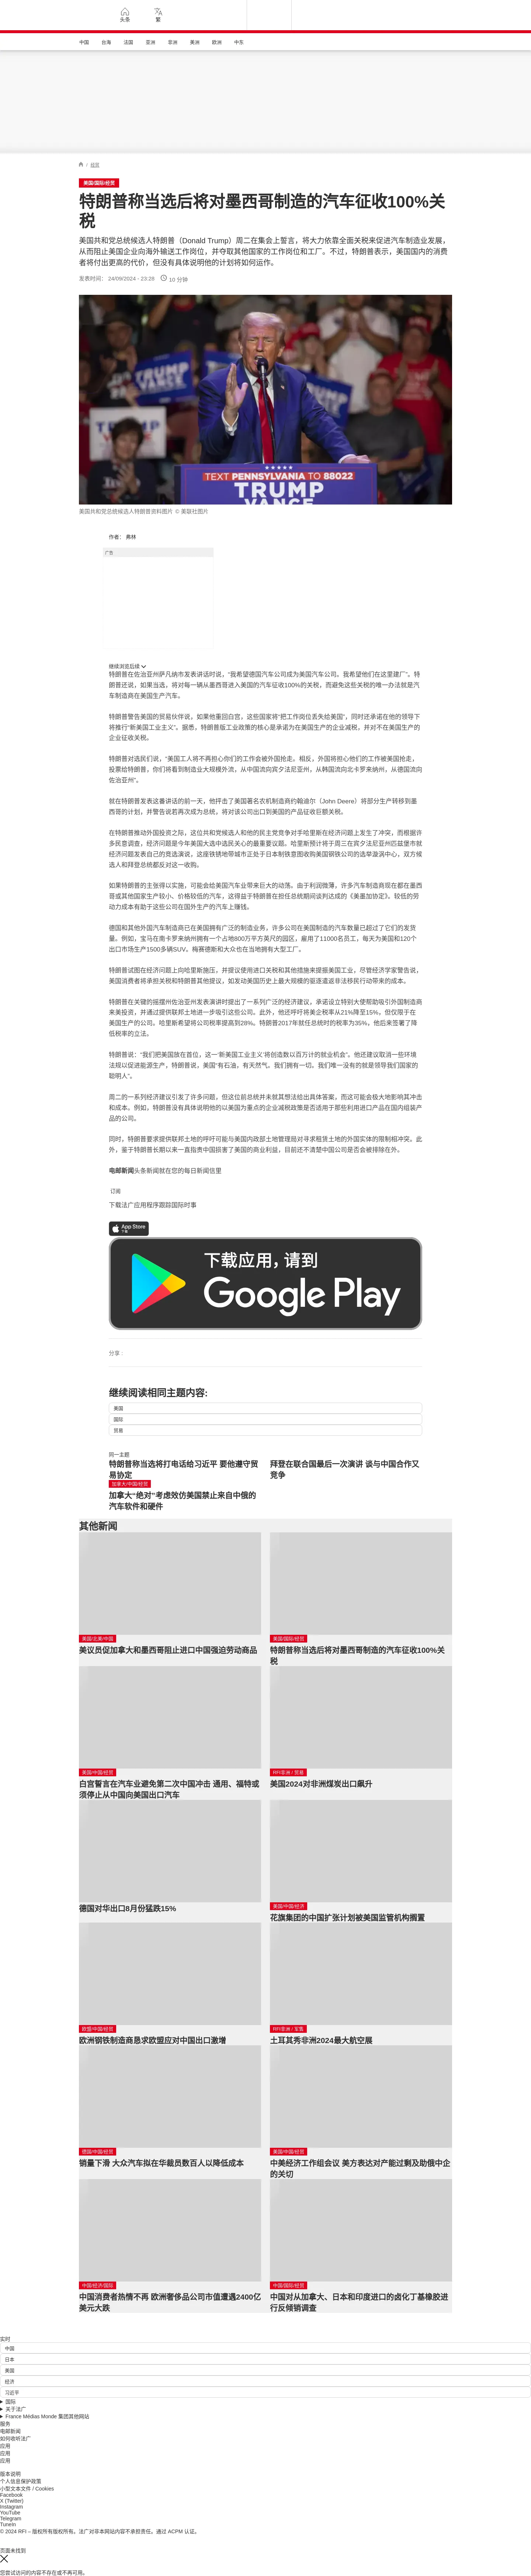 头条
繁
中国
台海
法国
亚洲
非洲
美洲
欧洲
中东
/ 经贸
美国/国际/经贸
特朗普称当选后将对墨西哥制造的汽车征收100%关
税
美国共和党总统候选人特朗普（Donald Trump）周二在集会上誓言，将大力依靠全面关税来促进汽车制造业发展，
从而阻止美国企业向海外输送工作岗位，并夺取其他国家的工作岗位和工厂。不过，特朗普表示，美国国内的消费
者将付出更高的代价，但没有具体说明他的计划将如何运作。
发表时间： 24/09/2024 - 23:28 10 分钟
TRUMP
TEXT PENNSYLVANIA TO 88022
TRUMP
VANCE
美国共和党总统候选人特朗普资料图片 © 美联社图片
作者： 弗林
广告
继续浏览后续
特朗普在佐治亚州萨凡纳市发表讲话时说，“我希望德国汽车公司成为美国汽车公司。我希望他们在这里建厂”，特
朗普还说，如果当选，将对每一辆从墨西哥进入美国的汽车征收100%的关税，而避免这些关税的唯一办法就是汽
车制造商在美国生产汽车。
特朗普警告美国的贸易伙伴说，如果他重回白宫，这些国家将“把工作岗位丢失给美国”，同时还承诺在他的领导下
将推行“新美国工业主义”。据悉，特朗普版工业政策的核心是承诺为在美国生产的企业减税，并对不在美国生产的
企业征收关税。
特朗普对选民们说，“美国工人将不再担心你们的工作会被外国抢走。相反，外国将担心他们的工作被美国抢走，
投票给特朗普，你们将看到制造业大规模外流，从中国流向宾夕法尼亚州，从韩国流向北卡罗来纳州，从德国流向
佐治亚州”。
就在特朗普发表这番讲话的前一天，他抨击了美国著名农机制造商约翰迪尔（John Deere）将部分生产转移到墨
西哥的计划，并警告说若再次成为总统，将对该公司出口到美国的产品征收巨额关税。
在特朗普推动外国投资之际，这位共和党候选人和他的民主党竞争对手哈里斯在经济问题上发生了冲突，而根据许
多民意调查，经济问题是今年美国大选中选民关心的最重要议题。哈里斯预计将于周三在宾夕法尼亚州匹兹堡市就
经济问题发表自己的竞选演说，这座铁锈地带城市正处于日本制铁意图收购美国钢铁公司的选举漩涡中心，双方候
选人和拜登总统都反对这一收购。
如果特朗普的主张得以实施，可能会给美国汽车业带来巨大的动荡。由于利润微薄，许多汽车制造商现在都在墨西
哥或其他国家生产较小、价格较低的汽车，这得益于特朗普在担任总统期间谈判达成的《美墨加协定》。较低的劳
动力成本有助于这些公司在国外生产的汽车上赚钱。
德国和其他外国汽车制造商已在美国拥有广泛的制造业务，许多公司在美国制造的汽车数量已超过了它们的发货
量。例如，宝马在南卡罗来纳州拥有一个占地800万平方英尺的园区，雇用了11000名员工，每天为美国和120个
出口市场生产1500多辆SUV。梅赛德斯和大众也在当地拥有大型工厂。
特朗普试图在经济问题上向哈里斯施压，并提议使用进口关税和其他措施来提振美国工业，尽管经济学家警告说，
美国消费者将承担关税和特朗普其他提议，如发动美国历史上最大规模的驱逐遣返非法移民行动带来的成本。
特朗普在关键的摇摆州佐治亚州发表演讲时提出了一系列广泛的经济建议，承诺设立特别大使帮助吸引外国制造商
来美投资，并通过提供联邦土地进一步吸引这些公司。此外，他还呼吁将美企税率从21%降至15%，但仅限于在
美国生产的公司。哈里斯希望将公司税率提高到28%。特朗普2017年就任总统时的税率为35%，他后来签署了降
低税率的立法。
特朗普说：“我们把美国放在首位，这一‘新美国工业主义’将创造数以百万计的就业机会”。他还建议取消一些环境
法规以促进能源生产，特朗普说，美国“有石油，有天然气。我们拥有一切。我们唯一没有的就是领导我们国家的
聪明人”。
周二的一系列经济建议引发了许多问题，但这位前总统并未就其想法给出具体答案，而这可能会极大地影响其冲击
和成本。例如，特朗普没有具体说明他的以美国为重点的企业减税政策是否适用于那些利用进口产品在国内组装产
品的公司。
同时，特朗普要求提供联邦土地的呼吁可能与美国内政部土地管理局对寻求租赁土地的外国实体的限制相冲突。此
外，鉴于特朗普长期以来一直指责中国损害了美国的商业利益，目前还不清楚中国公司是否会被排除在外。
电邮新闻头条新闻就在您的每日新闻信里
订阅
下载法广应用程序跟踪国际时事
App Store
下载
下载应用，请到
Google Play
分享 :
继续阅读相同主题内容:
美国
国际
贸易
同一主题
特朗普称当选将打电话给习近平 要他遵守贸
易协定
拜登在联合国最后一次演讲 谈与中国合作又
竞争
加拿大/中国/经贸
加拿大“绝对”考虑效仿美国禁止来自中俄的
汽车软件和硬件
其他新闻
美国/北美/中国
美议员促加拿大和墨西哥阻止进口中国强迫劳动商品
美国/国际/经贸
特朗普称当选后将对墨西哥制造的汽车征收100%关
税
美国/中国/经贸
白宫誓言在汽车业避免第二次中国冲击 通用、福特或
须停止从中国向美国出口汽车
RFI非洲 / 贸易
美国2024对非洲煤炭出口飙升
德国对华出口8月份猛跌15%
美国/中国/经济
花旗集团的中国扩张计划被美国监管机构搁置
欧盟/中国/经贸
欧洲钢铁制造商恳求欧盟应对中国出口激增
RFI非洲 / 军售
土耳其秀非洲2024最大航空展
德国/中国/经贸
销量下滑 大众汽车拟在华裁员数百人以降低成本
美国/中国/经贸
中美经济工作组会议 美方表达对产能过剩及助俄中企
的关切
中国/经济/国际
中国消费者热情不再 欧洲奢侈品公司市值遭遇2400亿
美元大跌
中国/国际/经贸
中国对从加拿大、日本和印度进口的卤化丁基橡胶进
行反倾销调查
实时
中国
日本
美国
经济
习近平
国际
关于法广
France Médias Monde 集团其他网站
服务
电邮新闻
如何收听法广
应用
应用
应用
版本说明
个人信息保护政策
小型文本文件 / Cookies
Facebook
X (Twitter)
Instagram
YouTube
Telegram
TuneIn
© 2024 RFI – 版权所有版权所有。法广对非本网站内容不承担责任。通过 ACPM 认证。
页面未找到
您尝试访问的内容不存在或不再可用。